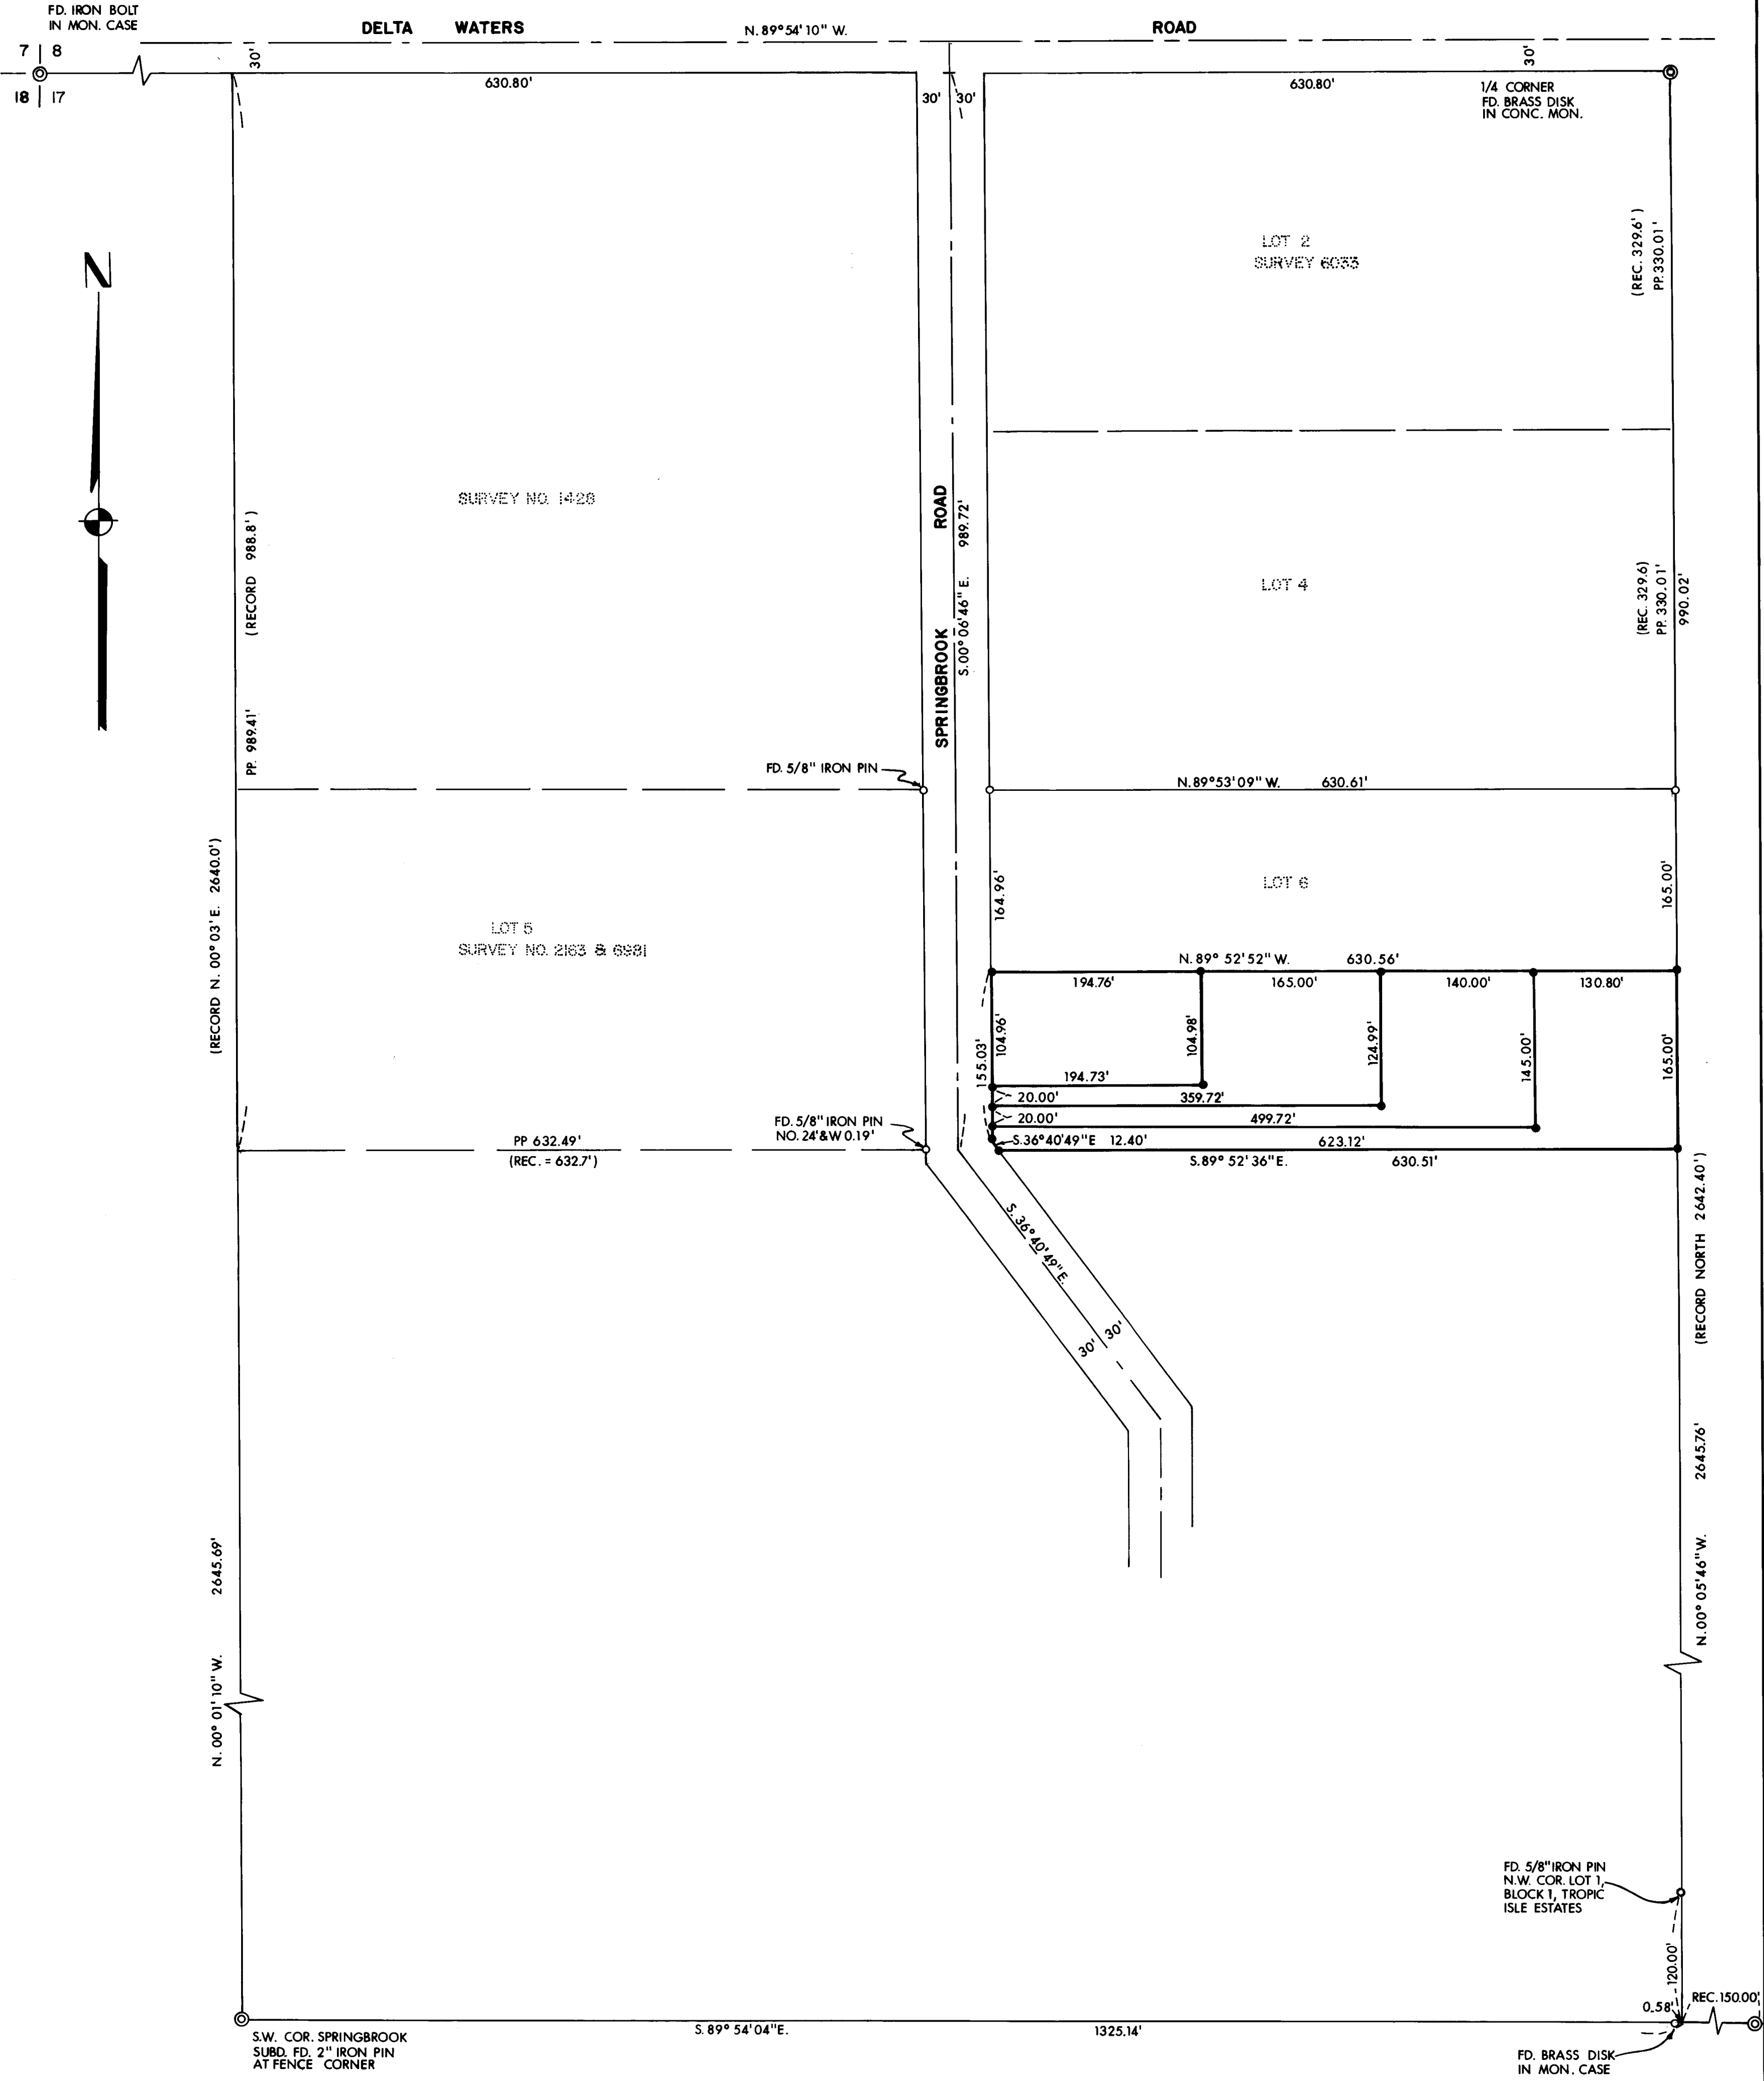 FD. IRON BOLT
IN MON. CASE
7 | 8
18 | 17
DELTA WATERS ROAD
N. 89° 54' 10" W.
30'
30'
630.80'
30' 30'
630.80'
1/4 CORNER
FD. BRASS DISK
IN CONC. MON.
N
LOT 2
SURVEY 6033
(REC. 329.6')
PP. 330.01'
SURVEY NO. 1428
(RECORD 988.8')
PP. 989.41'
SPRINGBROOK ROAD
S. 00° 06' 46" E. 989.72'
LOT 4
(REC. 329.6)
PP. 330.01'
990.02'
FD. 5/8" IRON PIN
N. 89° 53' 09" W. 630.61'
(RECORD N. 00° 03' E. 2640.0')
LOT 5
SURVEY NO. 2163 & 6981
164.96'
LOT 6
165.00'
N. 89° 52' 52" W. 630.56'
194.76'
165.00'
140.00'
130.80'
155.03'
104.96'
104.98'
124.99'
145.00'
165.00'
194.73'
20.00'
359.72'
20.00'
499.72'
FD. 5/8" IRON PIN
NO. 24' & W 0.19'
S. 36° 40' 49" E 12.40'
623.12'
PP 632.49'
(REC. = 632.7')
S. 89° 52' 36" E. 630.51'
S. 36° 40' 49" E.
30' 30'
(RECORD NORTH 2642.40')
2645.76'
N. 00° 05' 46" W.
2645.69'
N. 00° 01' 10" W.
FD. 5/8" IRON PIN
N.W. COR. LOT 1,
BLOCK 1, TROPIC
ISLE ESTATES
120.00'
REC. 150.00'
0.58'
S.W. COR. SPRINGBROOK
SUBD. FD. 2" IRON PIN
AT FENCE CORNER
S. 89° 54' 04" E. 1325.14'
FD. BRASS DISK
IN MON. CASE